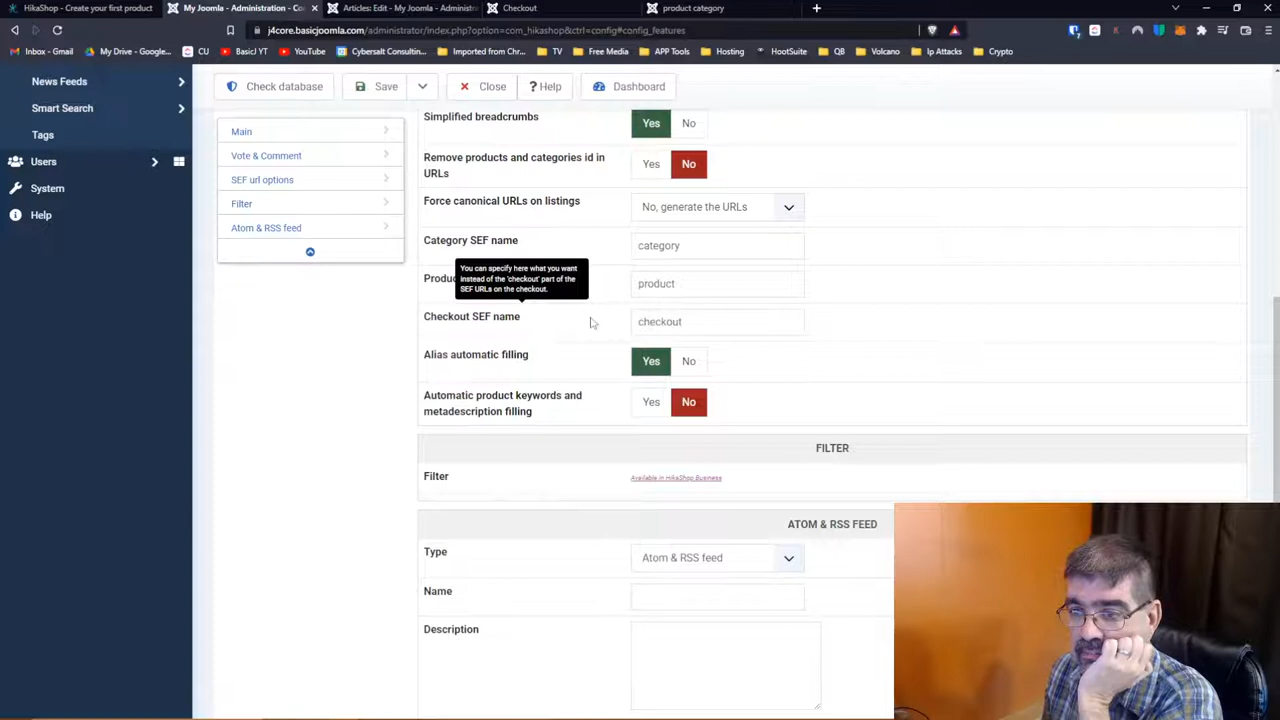 HikaShop - Create your first product
My Joomla - Administration - Co
Articles: Edit - My Joomla - Administ
Checkout
product category
j4core.basicjoomla.com/administrator/index.php?option=com_hikashop&ctrl=config#config_features
Inbox - Gmail
My Drive - Google...
CU
Basicl YT
YouTube
Cybersalt Consultin...
Imported from Chr...
TV
Free Media
APP Tools
Hosting
HootSuite
QB
Volcano
Ip Attacks
Crypto
News Feeds
Smart Search
Tags
Users
System
Help
Check database
Save
Close
Help
Dashboard
Main
Vote & Comment
SEF url options
Filter
Atom & RSS feed
Simplified breadcrumbs
Yes No
Remove products and categories id in
URLs
Yes No
Force canonical URLs on listings
No, generate the URLs
Category SEF name
category
You can specify here what you want
instead of the 'checkout' part of the
SEF URLs on the checkout.
Produc
product
Checkout SEF name
checkout
Alias automatic filling
Yes No
Automatic product keywords and
metadescription filling
Yes No
FILTER
Filter
Available in HikaShop Business
ATOM & RSS FEED
Type
Atom & RSS feed
Name
Description